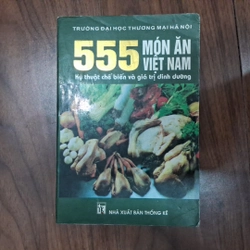 TRƯỜNG ĐẠI HỌC THƯƠNG MẠI HÀ NỘI
555 MÓN ĂN
VIỆT NAM
Kỹ thuật chế biến và giá trị dinh dưỡng
NHÀ XUẤT BẢN THỐNG KÊ